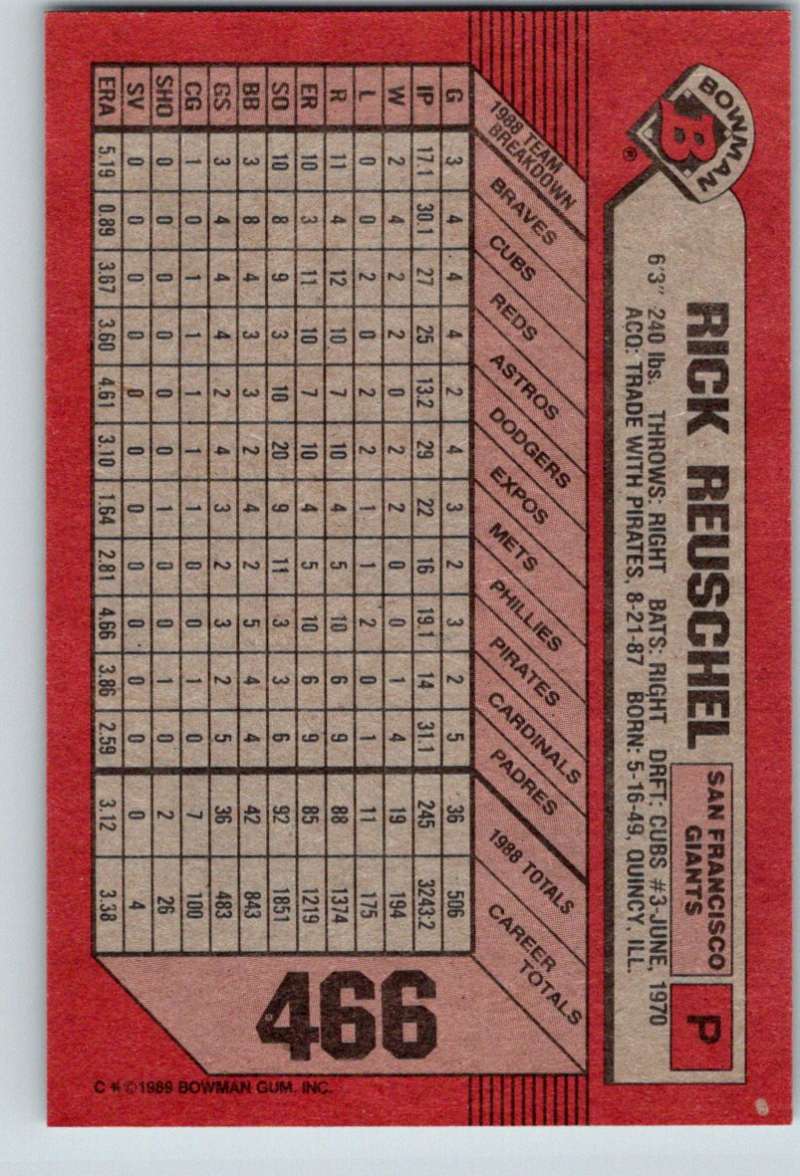 BOWMAN
B
®
RICK REUSCHEL
SAN FRANCISCO
GIANTS
P
6'3" 240 lbs. THROWS: RIGHT BATS: RIGHT DRFT: CUBS #3-JUNE, 1970
ACQ: TRADE WITH PIRATES, 8-21-87 BORN: 5-16-49, QUINCY, ILL.
1988 TEAM
BREAKDOWN
BRAVES
CUBS
REDS
ASTROS
DODGERS
EXPOS
METS
PHILLIES
PIRATES
CARDINALS
PADRES
1988 TOTALS
CAREER
TOTALS
G 3 4 4 4 2 4 3 2 3 2 5 36 506
IP 17.1 30.1 27 25 13.2 29 22 16 19.1 14 31.1 245 3243.2
W 2 4 2 2 0 2 2 0 0 1 4 19 194
L 0 0 2 0 2 2 1 1 2 0 1 11 175
R 11 4 12 10 7 10 4 5 10 6 9 88 1374
ER 10 3 11 10 7 10 4 5 10 6 9 85 1219
SO 10 8 9 3 10 20 9 11 3 3 6 92 1851
BB 3 8 4 3 3 2 4 2 5 4 4 42 843
GS 3 4 4 4 2 4 3 2 3 2 5 36 483
CG 1 0 1 1 1 1 1 0 0 1 0 7 100
SHO 0 0 0 0 0 0 1 0 0 1 0 2 26
SV 0 0 0 0 0 0 0 0 0 0 0 0 4
ERA 5.19 0.89 3.67 3.60 4.61 3.10 1.64 2.81 4.66 3.86 2.59 3.12 3.38
466
C * © 1989 BOWMAN GUM, INC.